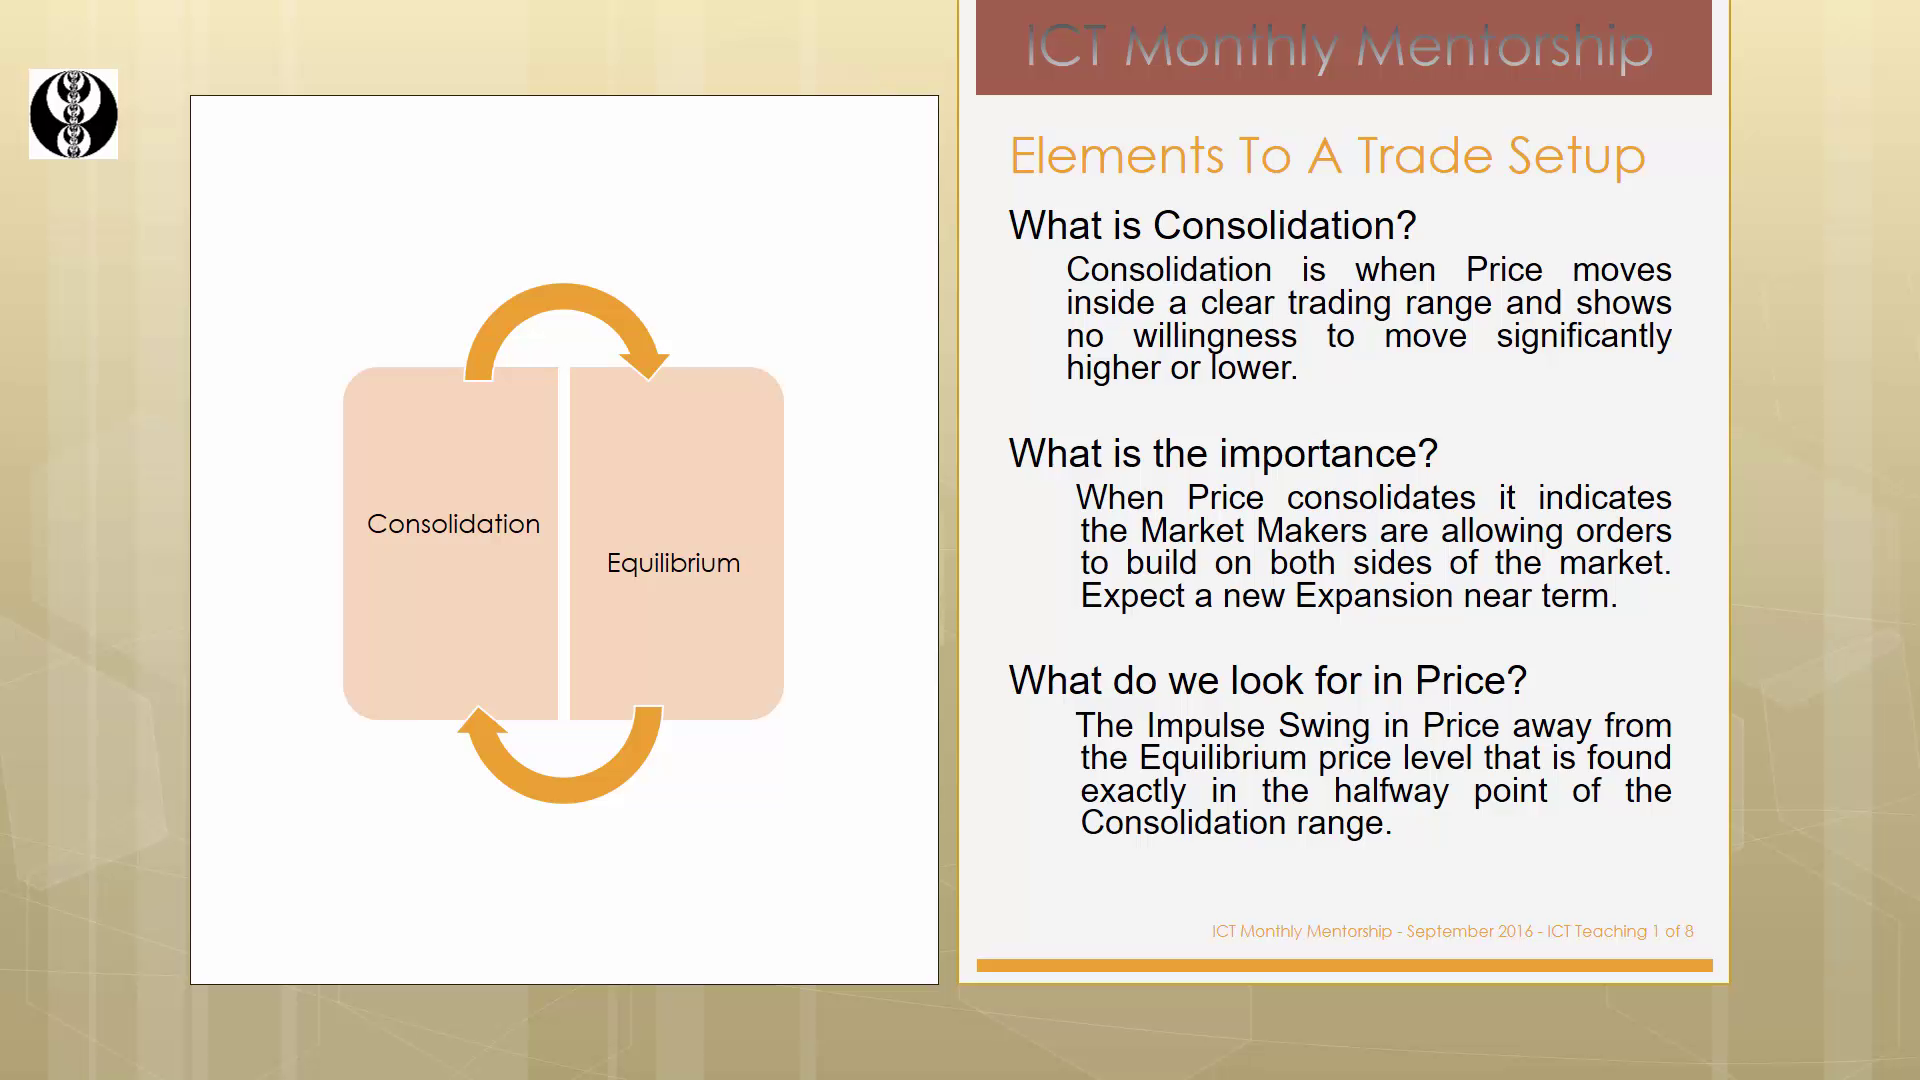 ICT Monthly Mentorship
Elements To A Trade Setup
What is Consolidation?
Consolidation is when Price moves
inside a clear trading range and shows
no willingness to move significantly
higher or lower.
What is the importance?
When Price consolidates it indicates
the Market Makers are allowing orders
to build on both sides of the market.
Expect a new Expansion near term.
What do we look for in Price?
The Impulse Swing in Price away from
the Equilibrium price level that is found
exactly in the halfway point of the
Consolidation range.
ICT Monthly Mentorship - September 2016 - ICT Teaching 1 of 8
Consolidation
Equilibrium